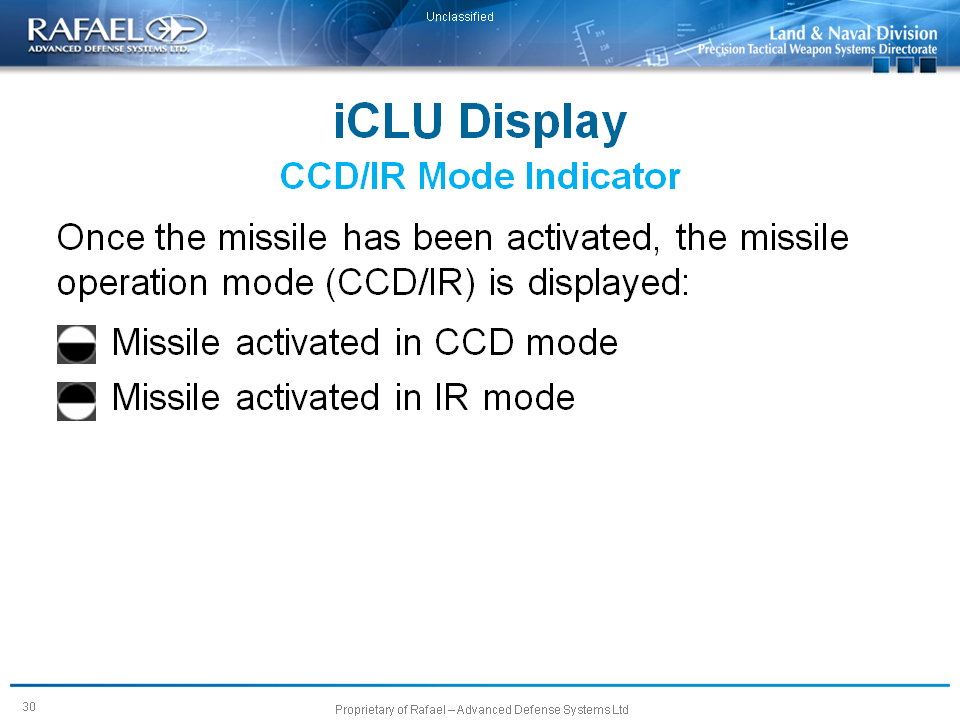 Unclassified
RAFAEL
ADVANCED DEFENSE SYSTEMS LTD.
Land & Naval Division
Precision Tactical Weapon Systems Directorate
iCLU Display
CCD/IR Mode Indicator
Once the missile has been activated, the missile
operation mode (CCD/IR) is displayed:
Missile activated in CCD mode
Missile activated in IR mode
30
Proprietary of Rafael – Advanced Defense Systems Ltd